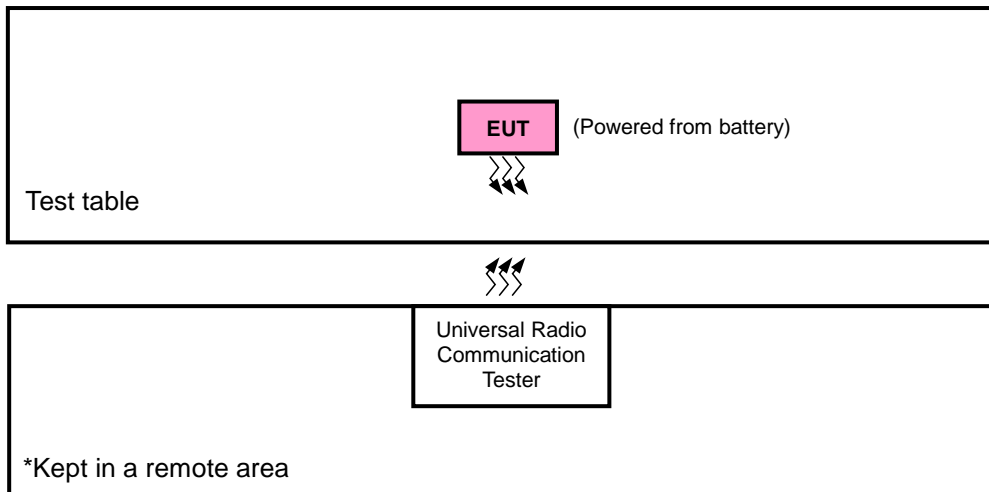 EUT
(Powered from battery)
Test table
Universal Radio
Communication
Tester
*Kept in a remote area